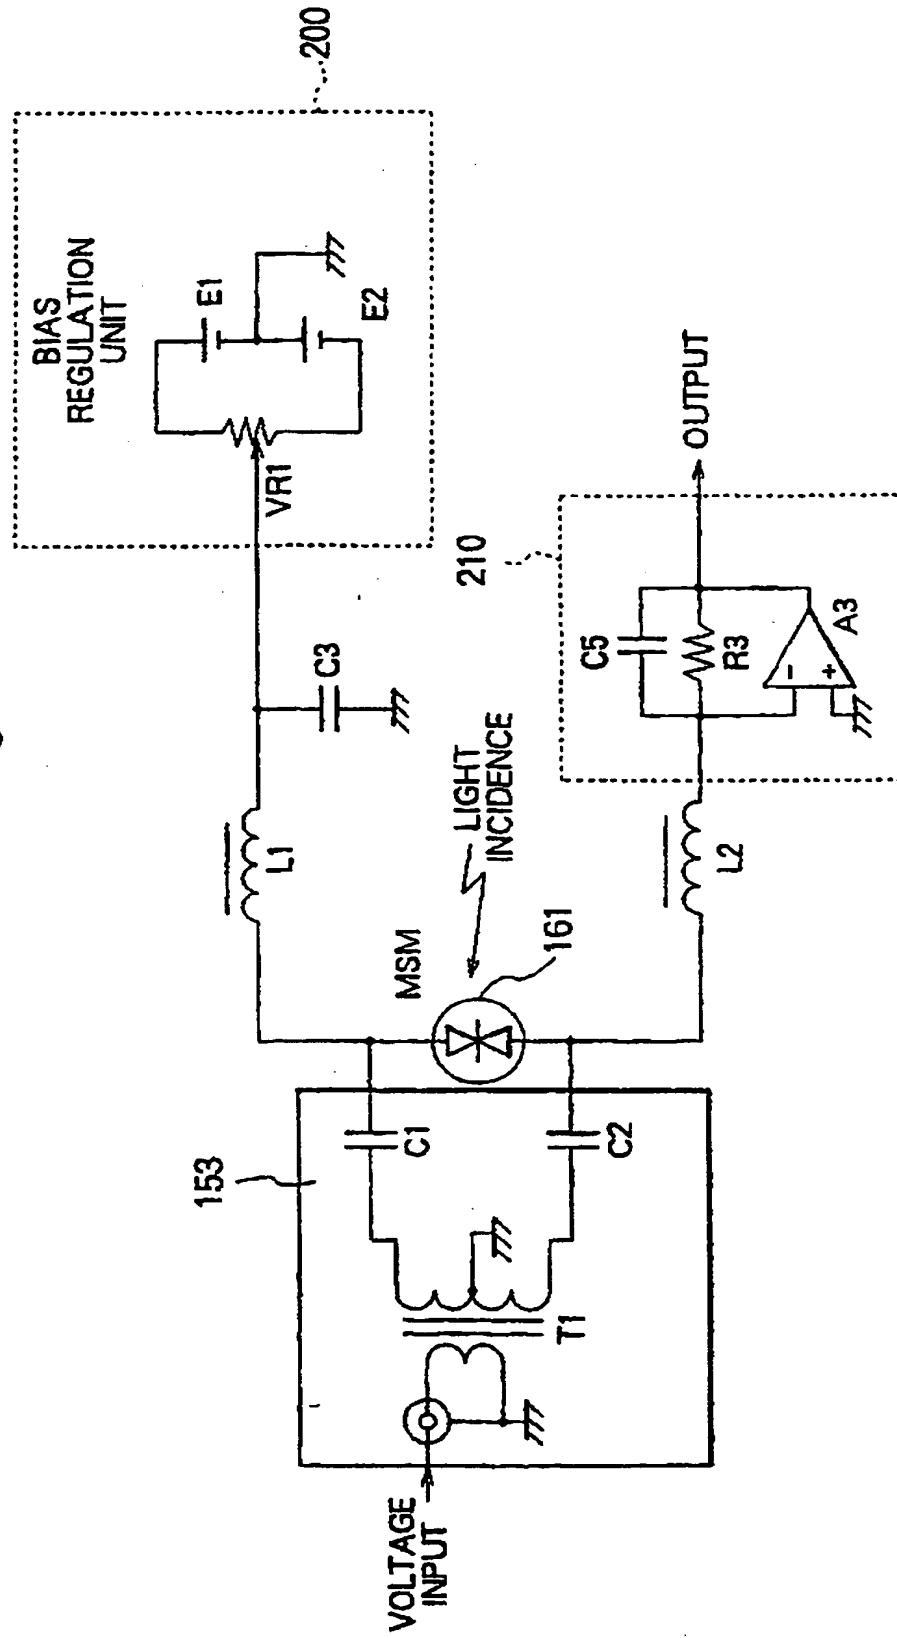 200
BIAS
REGULATION
UNIT
E1
E2
VR1
C3
L1
MSM
LIGHT
INCIDENCE
161
153
C1
C2
T1
VOLTAGE
INPUT
L2
210
C5
R3
-
+
A3
OUTPUT